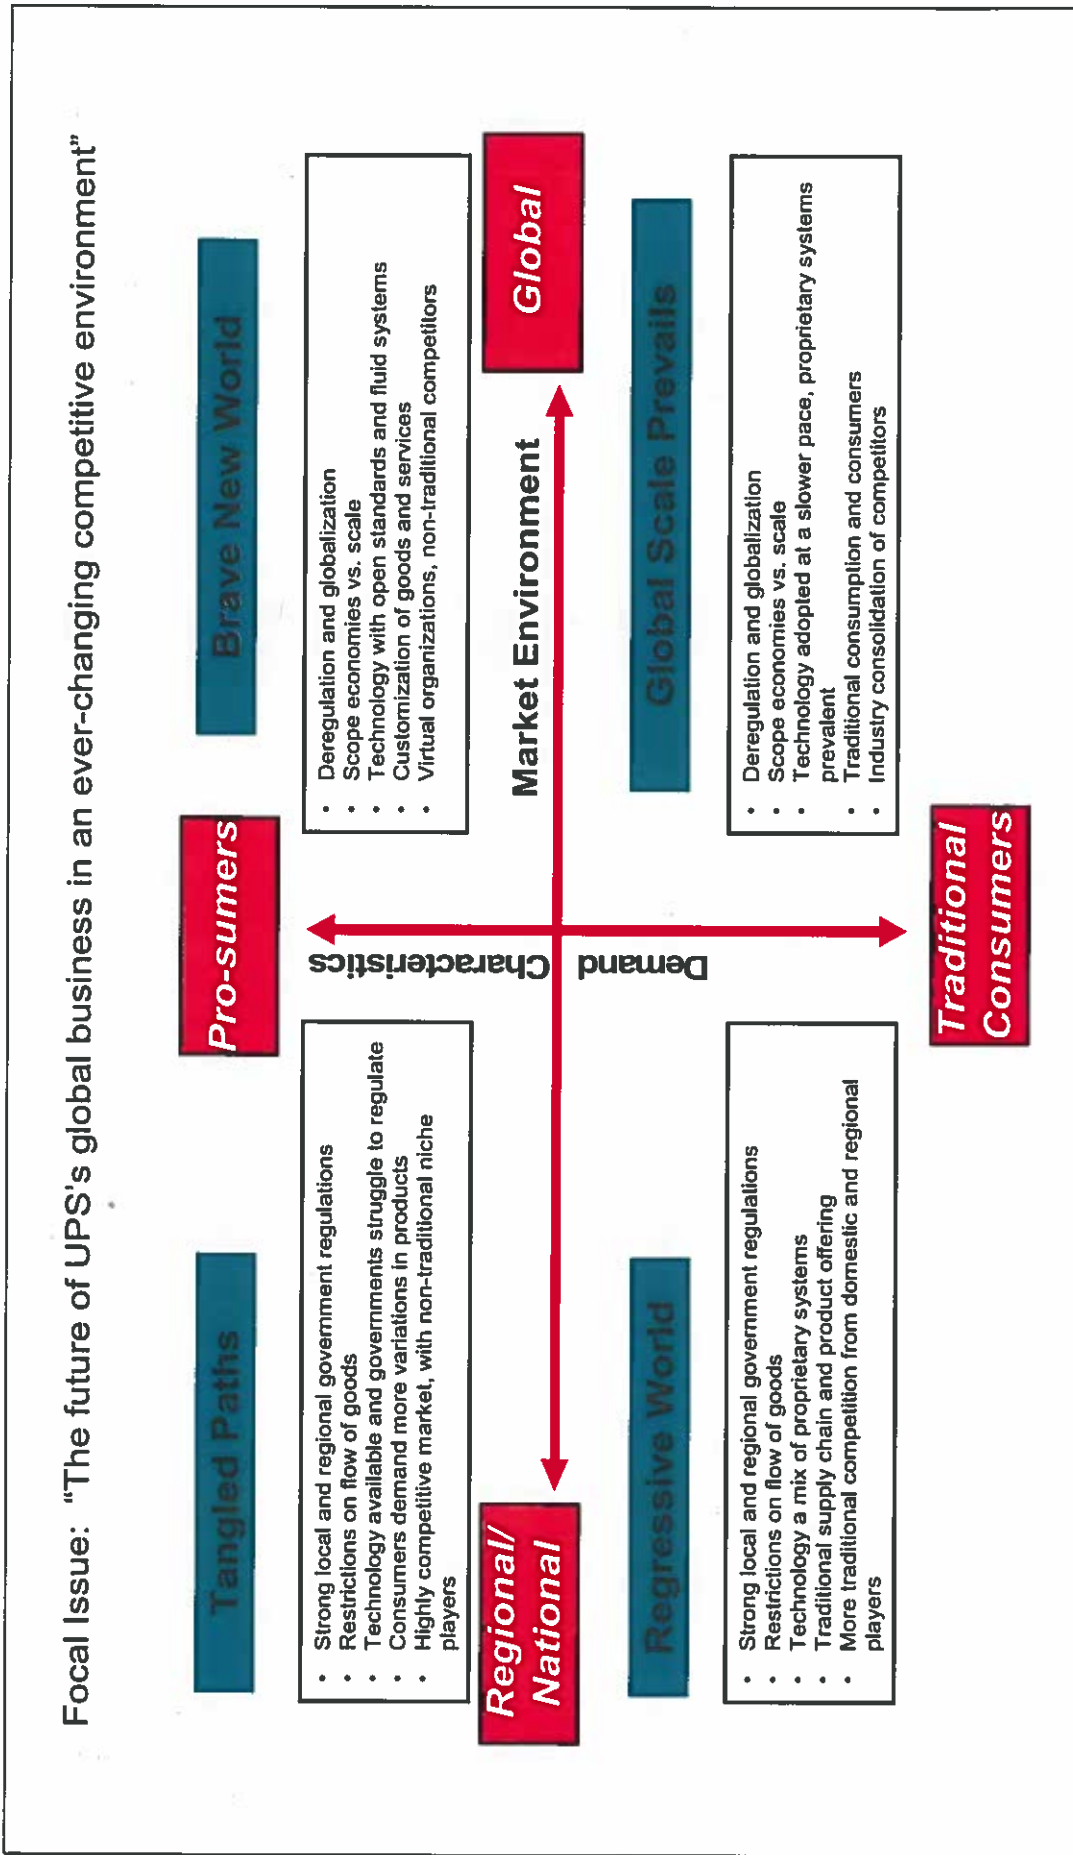 Focal Issue: "The future of UPS's global business in an ever-changing competitive environment"
Tangled Paths
• Strong local and regional government regulations
• Restrictions on flow of goods
• Technology available and governments struggle to regulate
• Consumers demand more variations in products
• Highly competitive market, with non-traditional niche
players
Pro-sumers
Brave New World
• Deregulation and globalization
• Scope economies vs. scale
• Technology with open standards and fluid systems
• Customization of goods and services
• Virtual organizations, non-traditional competitors
Regional/
National
Demand
Characteristics
Market Environment
Global
Regressive World
• Strong local and regional government regulations
• Restrictions on flow of goods
• Technology a mix of proprietary systems
• Traditional supply chain and product offering
• More traditional competition from domestic and regional
players
Traditional
Consumers
Global Scale Prevails
• Deregulation and globalization
• Scope economies vs. scale
• Technology adopted at a slower pace, proprietary systems
prevalent
• Traditional consumption and consumers
• Industry consolidation of competitors